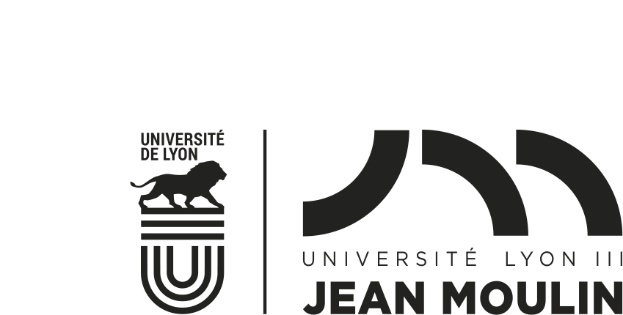 UNIVERSITÉ
DE LYON
UNIVERSITÉ LYON III
JEAN MOULIN